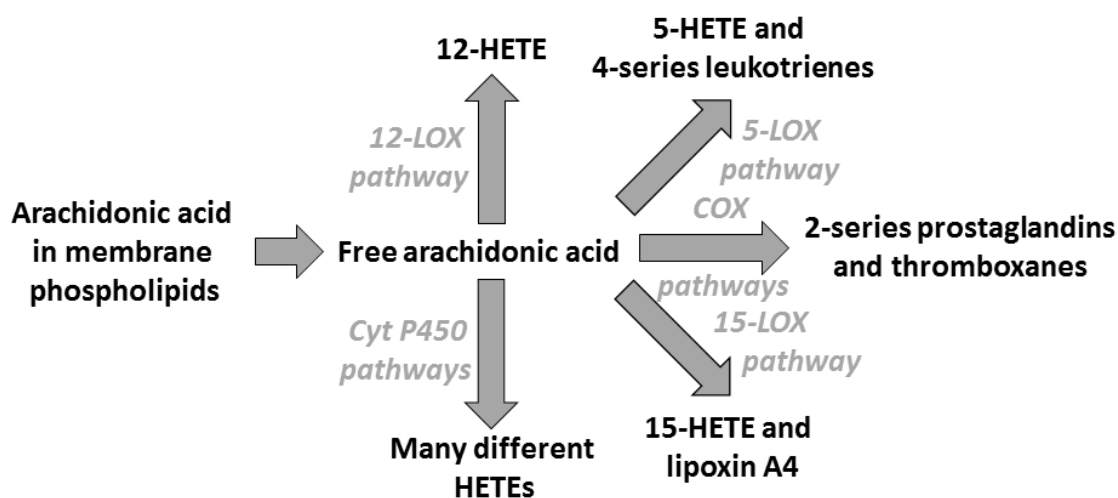 12-HETE
5-HETE and
4-series leukotrienes
12-LOX
pathway
5-LOX
pathway
Arachidonic acid
in membrane
phospholipids
Free arachidonic acid
COX
pathways
2-series prostaglandins
and thromboxanes
Cyt P450
pathways
15-LOX
pathway
Many different
HETEs
15-HETE and
lipoxin A4